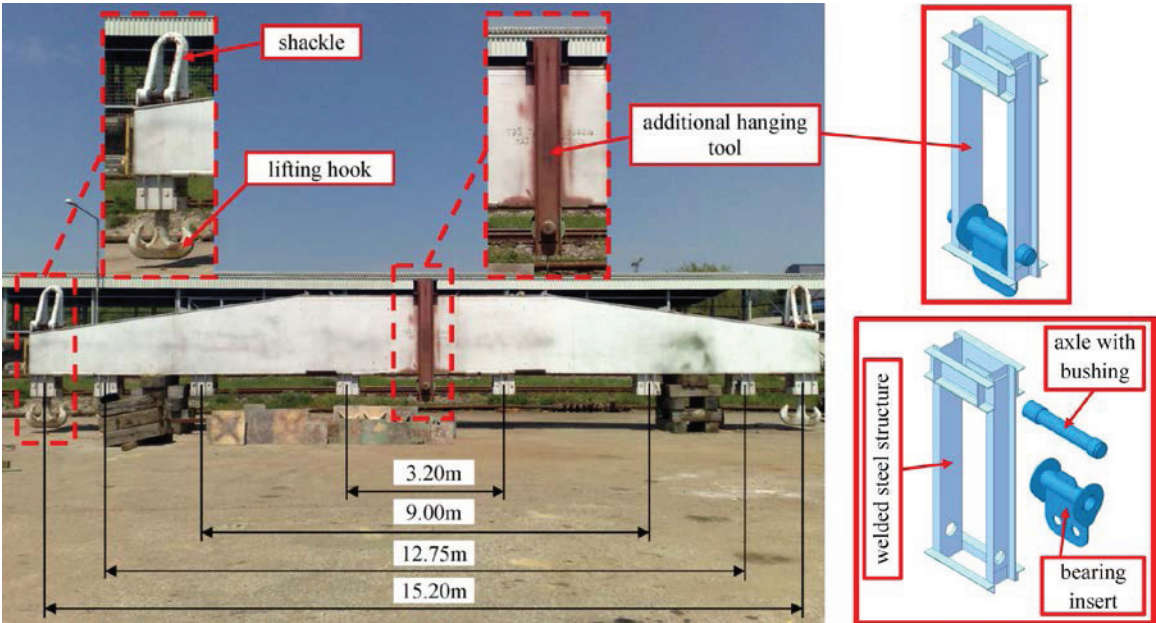 shackle
lifting hook
additional hanging
tool
3.20m
9.00m
12.75m
15.20m
axle with
bushing
welded steel structure
bearing
insert